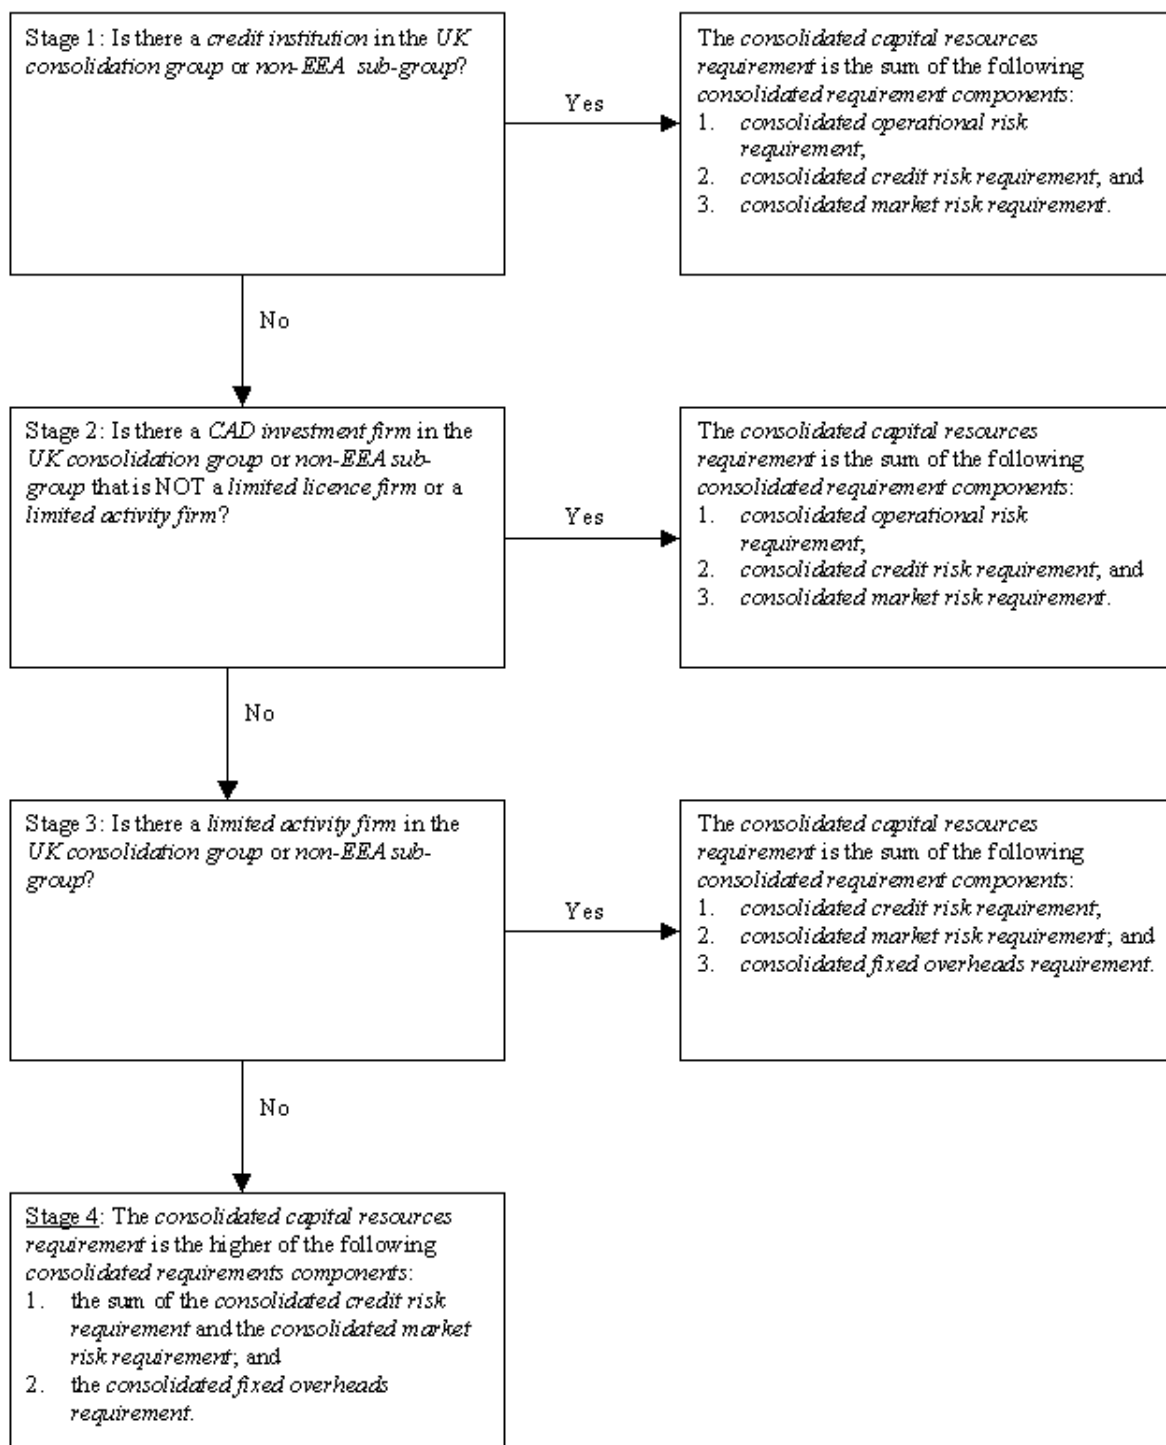 Stage 1: Is there a credit institution in the UK
consolidation group or non-EEA sub-group?
Yes
The consolidated capital resources
requirement is the sum of the following
consolidated requirement components:
1. consolidated operational risk
requirement;
2. consolidated credit risk requirement; and
3. consolidated market risk requirement.
No
Stage 2: Is there a CAD investment firm in the
UK consolidation group or non-EEA sub-
group that is NOT a limited licence firm or a
limited activity firm?
Yes
The consolidated capital resources
requirement is the sum of the following
consolidated requirement components:
1. consolidated operational risk
requirement;
2. consolidated credit risk requirement; and
3. consolidated market risk requirement.
No
Stage 3: Is there a limited activity firm in the
UK consolidation group or non-EEA sub-
group?
Yes
The consolidated capital resources
requirement is the sum of the following
consolidated requirement components:
1. consolidated credit risk requirement;
2. consolidated market risk requirement; and
3. consolidated fixed overheads requirement.
No
Stage 4: The consolidated capital resources
requirement is the higher of the following
consolidated requirements components:
1. the sum of the consolidated credit risk
requirement and the consolidated market
risk requirement; and
2. the consolidated fixed overheads
requirement.